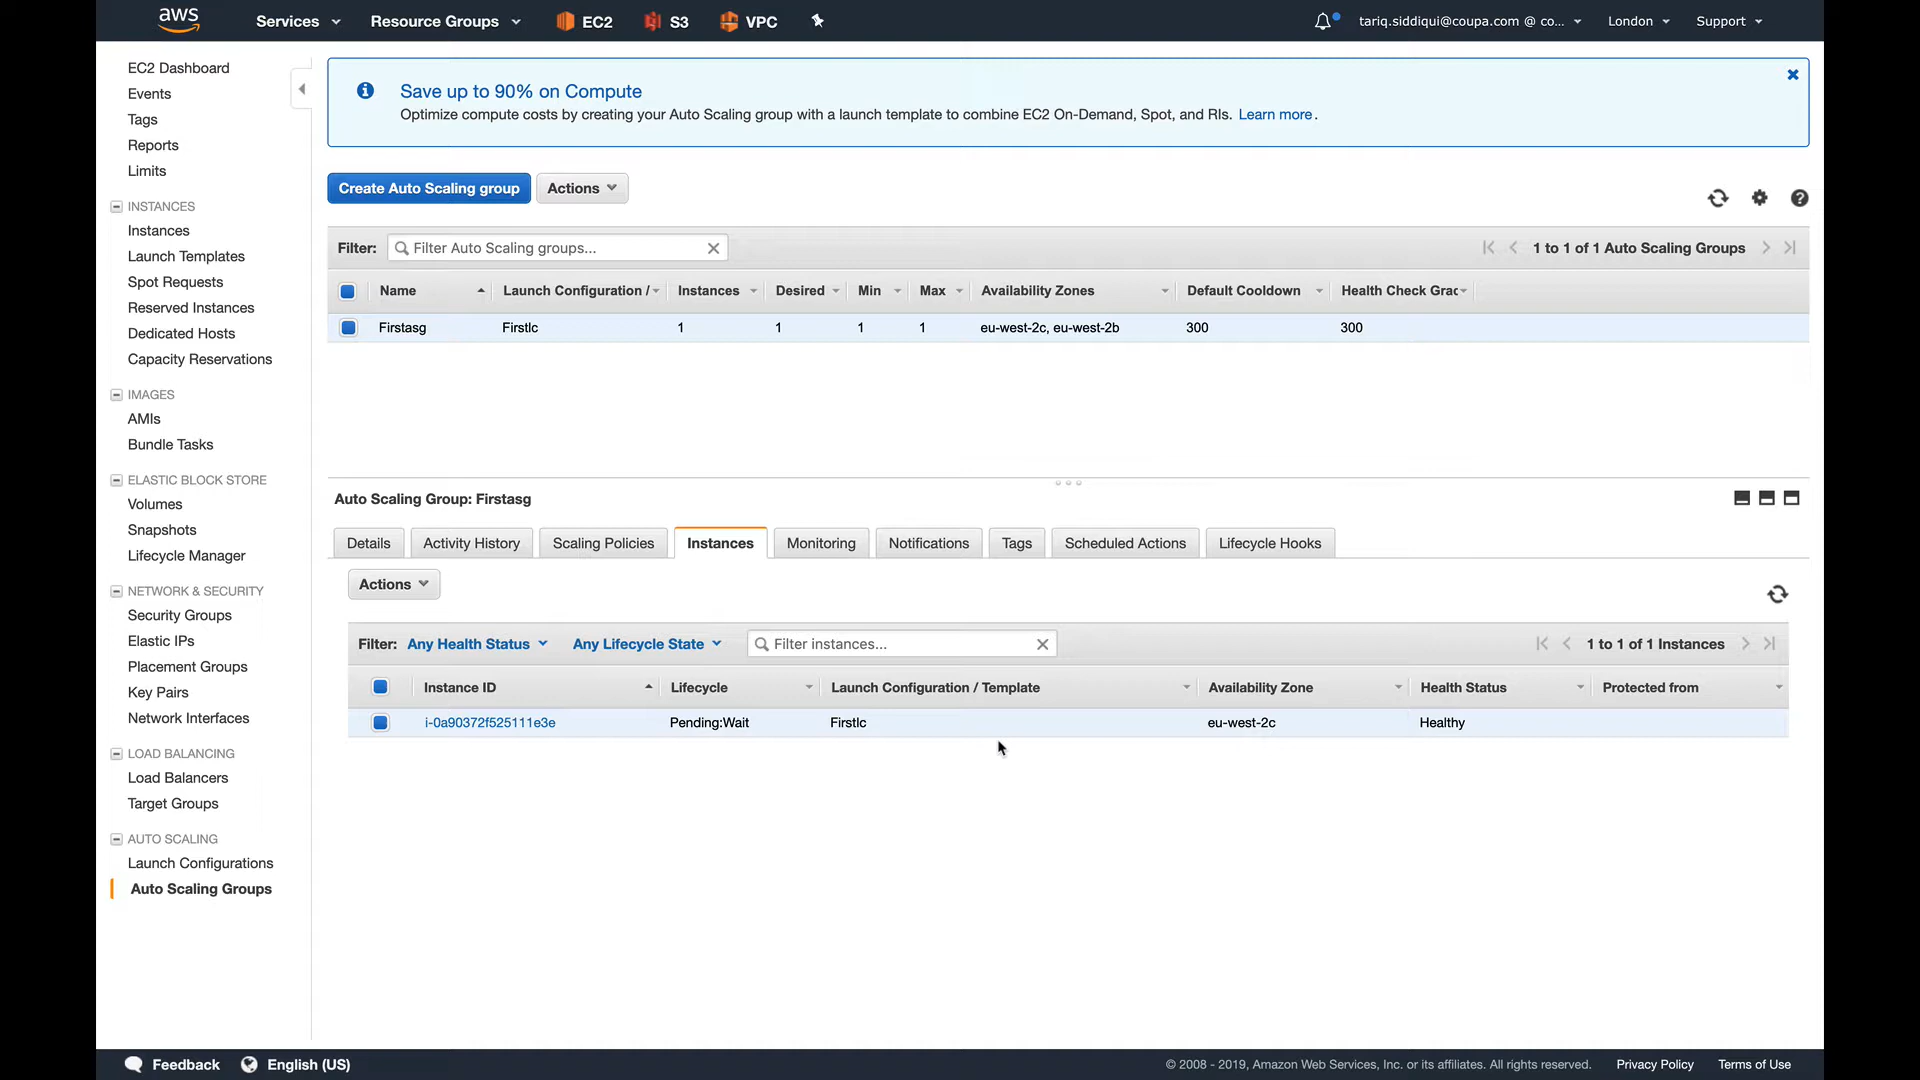 aws
Services
Resource Groups
EC2
S3
VPC
tariq.siddiqui@coupa.com @ co...
London
Support
EC2 Dashboard
Events
Tags
Reports
Limits
INSTANCES
Instances
Launch Templates
Spot Requests
Reserved Instances
Dedicated Hosts
Capacity Reservations
IMAGES
AMIs
Bundle Tasks
ELASTIC BLOCK STORE
Volumes
Snapshots
Lifecycle Manager
NETWORK & SECURITY
Security Groups
Elastic IPs
Placement Groups
Key Pairs
Network Interfaces
LOAD BALANCING
Load Balancers
Target Groups
AUTO SCALING
Launch Configurations
Auto Scaling Groups
Save up to 90% on Compute
Optimize compute costs by creating your Auto Scaling group with a launch template to combine EC2 On-Demand, Spot, and RIs. Learn more.
Create Auto Scaling group
Actions
Filter: Filter Auto Scaling groups...
1 to 1 of 1 Auto Scaling Groups
Name Launch Configuration / Instances Desired Min Max Availability Zones Default Cooldown Health Check Grac
Firstasg Firstlc 1 1 1 1 eu-west-2c, eu-west-2b 300 300
Auto Scaling Group: Firstasg
Details Activity History Scaling Policies Instances Monitoring Notifications Tags Scheduled Actions Lifecycle Hooks
Actions
Filter: Any Health Status Any Lifecycle State Filter instances... 1 to 1 of 1 Instances
Instance ID Lifecycle Launch Configuration / Template Availability Zone Health Status Protected from
i-0a90372f525111e3e Pending:Wait Firstlc eu-west-2c Healthy
Feedback
English (US)
© 2008 - 2019, Amazon Web Services, Inc. or its affiliates. All rights reserved.
Privacy Policy
Terms of Use